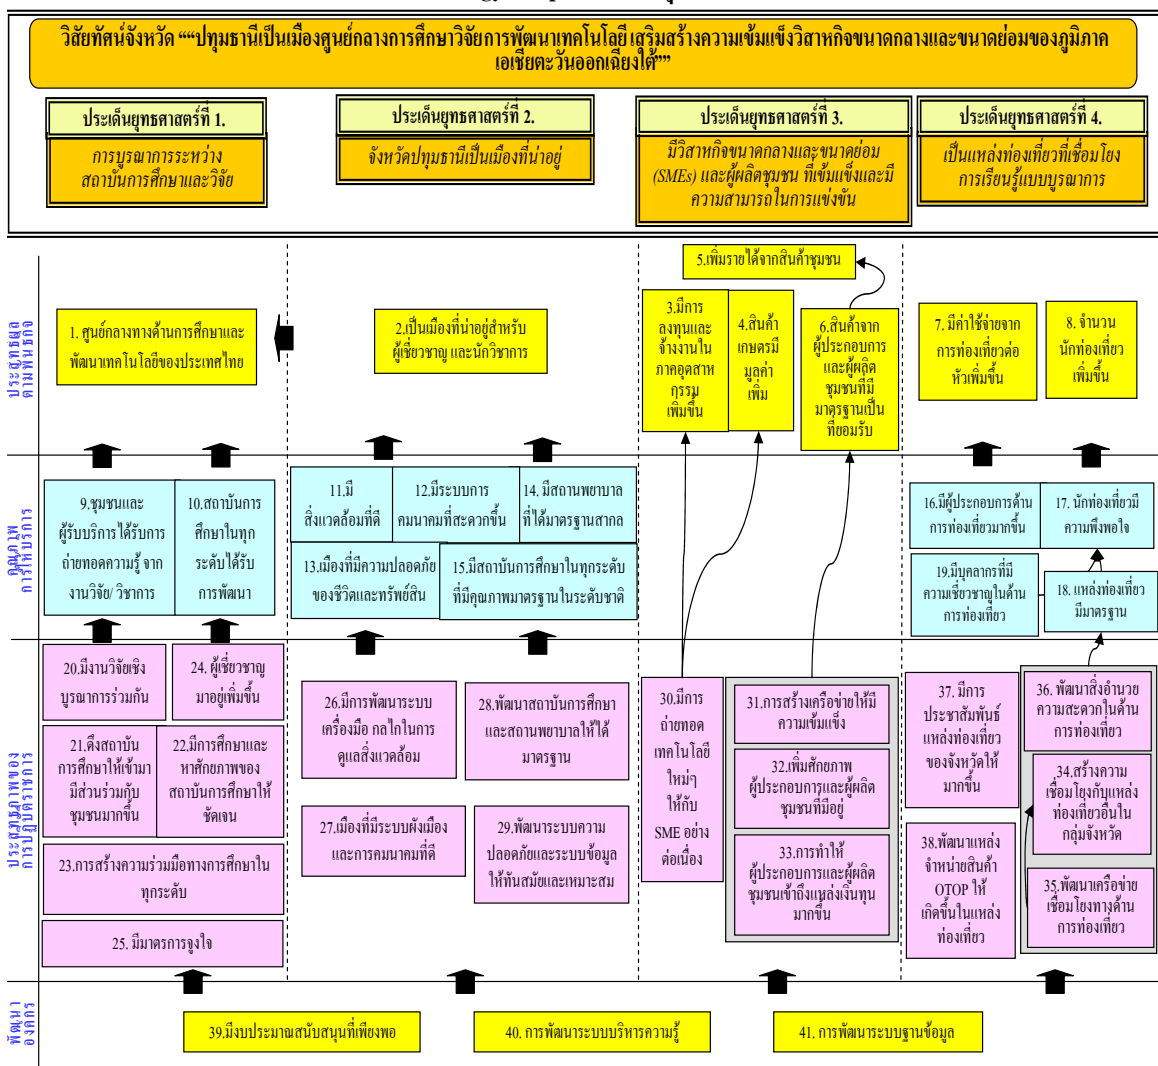 วิสัยทัศน์จังหวัด ““ปทุมธานีเป็นเมืองศูนย์กลางการศึกษาวิจัยการพัฒนาเทคโนโลยี เสริมสร้างความเข้มแข็งวิสาหกิจขนาดกลางและขนาดย่อมของภูมิภาค
เอเชียตะวันออกเฉียงใต้””
ประเด็นยุทธศาสตร์ที่ 1.
การบูรณาการระหว่าง
สถาบันการศึกษาและวิจัย
ประเด็นยุทธศาสตร์ที่ 2.
จังหวัดปทุมธานีเป็นเมืองที่น่าอยู่
ประเด็นยุทธศาสตร์ที่ 3.
มีวิสาหกิจขนาดกลางและขนาดย่อม
(SMEs) และผู้ผลิตชุมชน ที่เข้มแข็งและมี
ความสามารถในการแข่งขัน
ประเด็นยุทธศาสตร์ที่ 4.
เป็นแหล่งท่องเที่ยวที่เชื่อมโยง
การเรียนรู้แบบบูรณาการ
ประสิทธิผล
ตามพันธกิจ
1. ศูนย์กลางทางด้านการศึกษาและ
พัฒนาเทคโนโลยีของประเทศไทย
2.เป็นเมืองที่น่าอยู่สำหรับ
ผู้เชี่ยวชาญ และนักวิชาการ
5.เพิ่มรายได้จากสินค้าชุมชน
3.มีการ
ลงทุนและ
จ้างงานใน
ภาคอุตสาห
กรรม
เพิ่มขึ้น
4.สินค้า
เกษตรมี
มูลค่า
เพิ่ม
6.สินค้าจาก
ผู้ประกอบการ
และผู้ผลิต
ชุมชนที่มี
มาตรฐานเป็น
ที่ยอมรับ
7. มีค่าใช้จ่ายจาก
การท่องเที่ยวต่อ
หัวเพิ่มขึ้น
8. จำนวน
นักท่องเที่ยว
เพิ่มขึ้น
คุณภาพ
การให้บริการ
9.ชุมชนและ
ผู้รับบริการได้รับการ
ถ่ายทอดความรู้ จาก
งานวิจัย/ วิชาการ
10.สถาบันการ
ศึกษาในทุก
ระดับได้รับ
การพัฒนา
11.มี
สิ่งแวดล้อมที่ดี
12.มีระบบการ
คมนาคมที่สะดวกขึ้น
14. มีสถานพยาบาล
ที่ได้มาตรฐานสากล
13.เมืองที่มีความปลอดภัย
ของชีวิตและทรัพย์สิน
15.มีสถาบันการศึกษาในทุกระดับ
ที่มีคุณภาพมาตรฐานในระดับชาติ
16.มีผู้ประกอบการด้าน
การท่องเที่ยวมากขึ้น
17. นักท่องเที่ยวมี
ความพึงพอใจ
19.มีบุคลากรที่มี
ความเชี่ยวชาญในด้าน
การท่องเที่ยว
18. แหล่งท่องเที่ยว
มีมาตรฐาน
ประสิทธิภาพของ
การปฏิบัติราชการ
20.มีงานวิจัยเชิง
บูรณาการร่วมกัน
24. ผู้เชี่ยวชาญ
มาอยู่เพิ่มขึ้น
21.ดึงสถาบัน
การศึกษาให้เข้ามา
มีส่วนร่วมกับ
ชุมชนมากขึ้น
22.มีการศึกษาและ
หาศักยภาพของ
สถาบันการศึกษาให้
ชัดเจน
23.การสร้างความร่วมมือทางการศึกษาใน
ทุกระดับ
25. มีมาตรการจูงใจ
26.มีการพัฒนาระบบ
เครื่องมือ กลไกในการ
ดูแลสิ่งแวดล้อม
28.พัฒนาสถาบันการศึกษา
และสถานพยาบาลให้ได้
มาตรฐาน
27.เมืองที่มีระบบผังเมือง
และการคมนาคมที่ดี
29.พัฒนาระบบความ
ปลอดภัยและระบบข้อมูล
ให้ทันสมัยและเหมาะสม
30.มีการ
ถ่ายทอด
เทคโนโลยี
ใหม่ๆ
ให้กับ
SME อย่าง
ต่อเนื่อง
31.การสร้างเครือข่ายให้มี
ความเข้มแข็ง
32.เพิ่มศักยภาพ
ผู้ประกอบการและผู้ผลิต
ชุมชนที่มีอยู่
33.การทำให้
ผู้ประกอบการและผู้ผลิต
ชุมชนเข้าถึงแหล่งเงินทุน
มากขึ้น
37. มีการ
ประชาสัมพันธ์
แหล่งท่องเที่ยว
ของจังหวัดให้
มากขึ้น
38.พัฒนาแหล่ง
จำหน่ายสินค้า
OTOP ให้
เกิดขึ้นในแหล่ง
ท่องเที่ยว
36. พัฒนาสิ่งอำนวย
ความสะดวกในด้าน
การท่องเที่ยว
34.สร้างความ
เชื่อมโยงกับแหล่ง
ท่องเที่ยวอื่นใน
กลุ่มจังหวัด
35.พัฒนาเครือข่าย
เชื่อมโยงทางด้าน
การท่องเที่ยว
พัฒนา
องค์กร
39.มีงบประมาณสนับสนุนที่เพียงพอ
40. การพัฒนาระบบบริหารความรู้
41. การพัฒนาระบบฐานข้อมูล